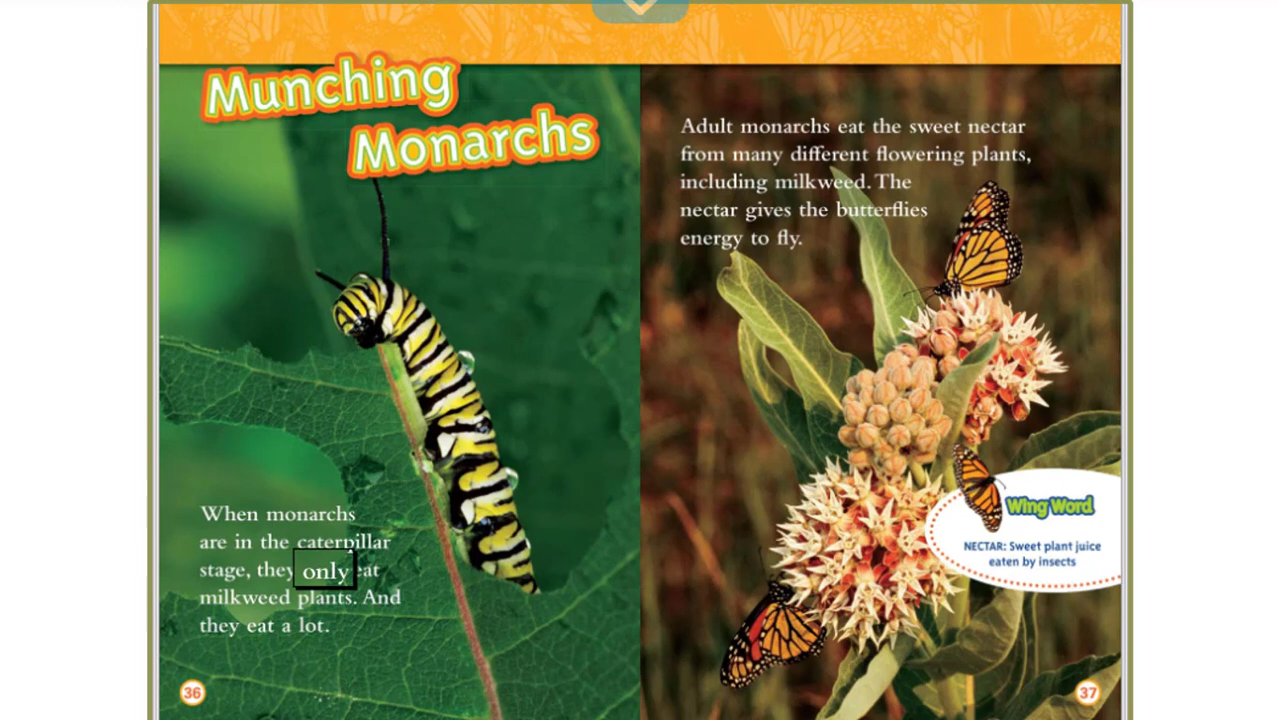 Munching
Monarchs
When monarchs
are in the caterpillar
stage, they only eat
milkweed plants. And
they eat a lot.
36
Adult monarchs eat the sweet nectar
from many different flowering plants,
including milkweed. The
nectar gives the butterflies
energy to fly.
Wing Word
NECTAR: Sweet plant juice
eaten by insects
37